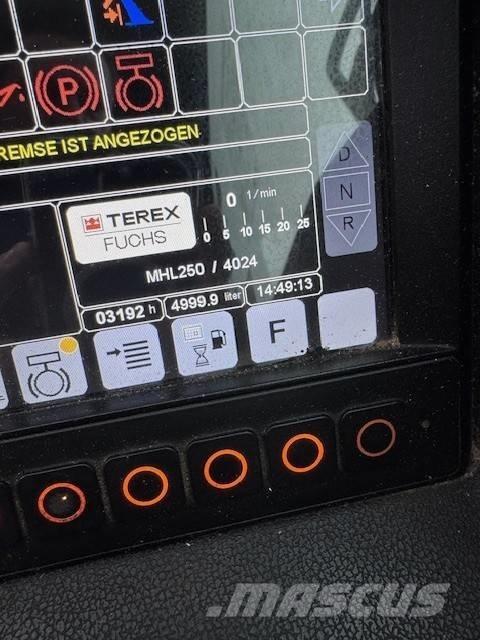 TEREX
P
REMSE IST ANGEZOGEN
D
N
R
0 1/min
TEREX
FUCHS
0 5 10 15 20 25
MHL250 / 4024
03192 h 4999.9 liter 14:49:13
F
MASCUS